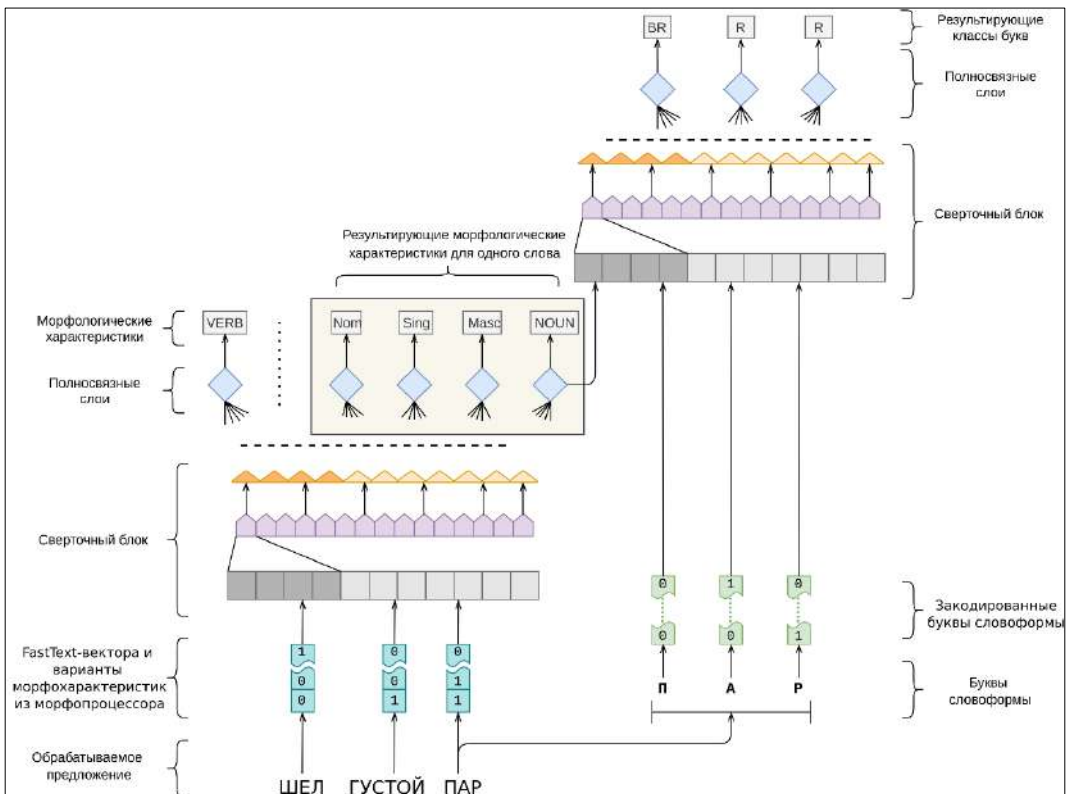 BR R R
Результирующие
классы букв
Полносвязные
слои
Сверточный блок
Результирующие морфологические
характеристики для одного слова
Морфологические
характеристики
VERB Nom Sing Masc NOUN
Полносвязные
слои
Сверточный блок
0 1 0
0 0 1
Закодированные
буквы словоформы
FastText-вектора и
варианты
морфохарактеристик
из морфопроцессора
1 0 0
0 0 1
0 1 1
П А Р
Буквы
словоформы
Обрабатываемое
предложение
ШЕЛ ГУСТОЙ ПАР